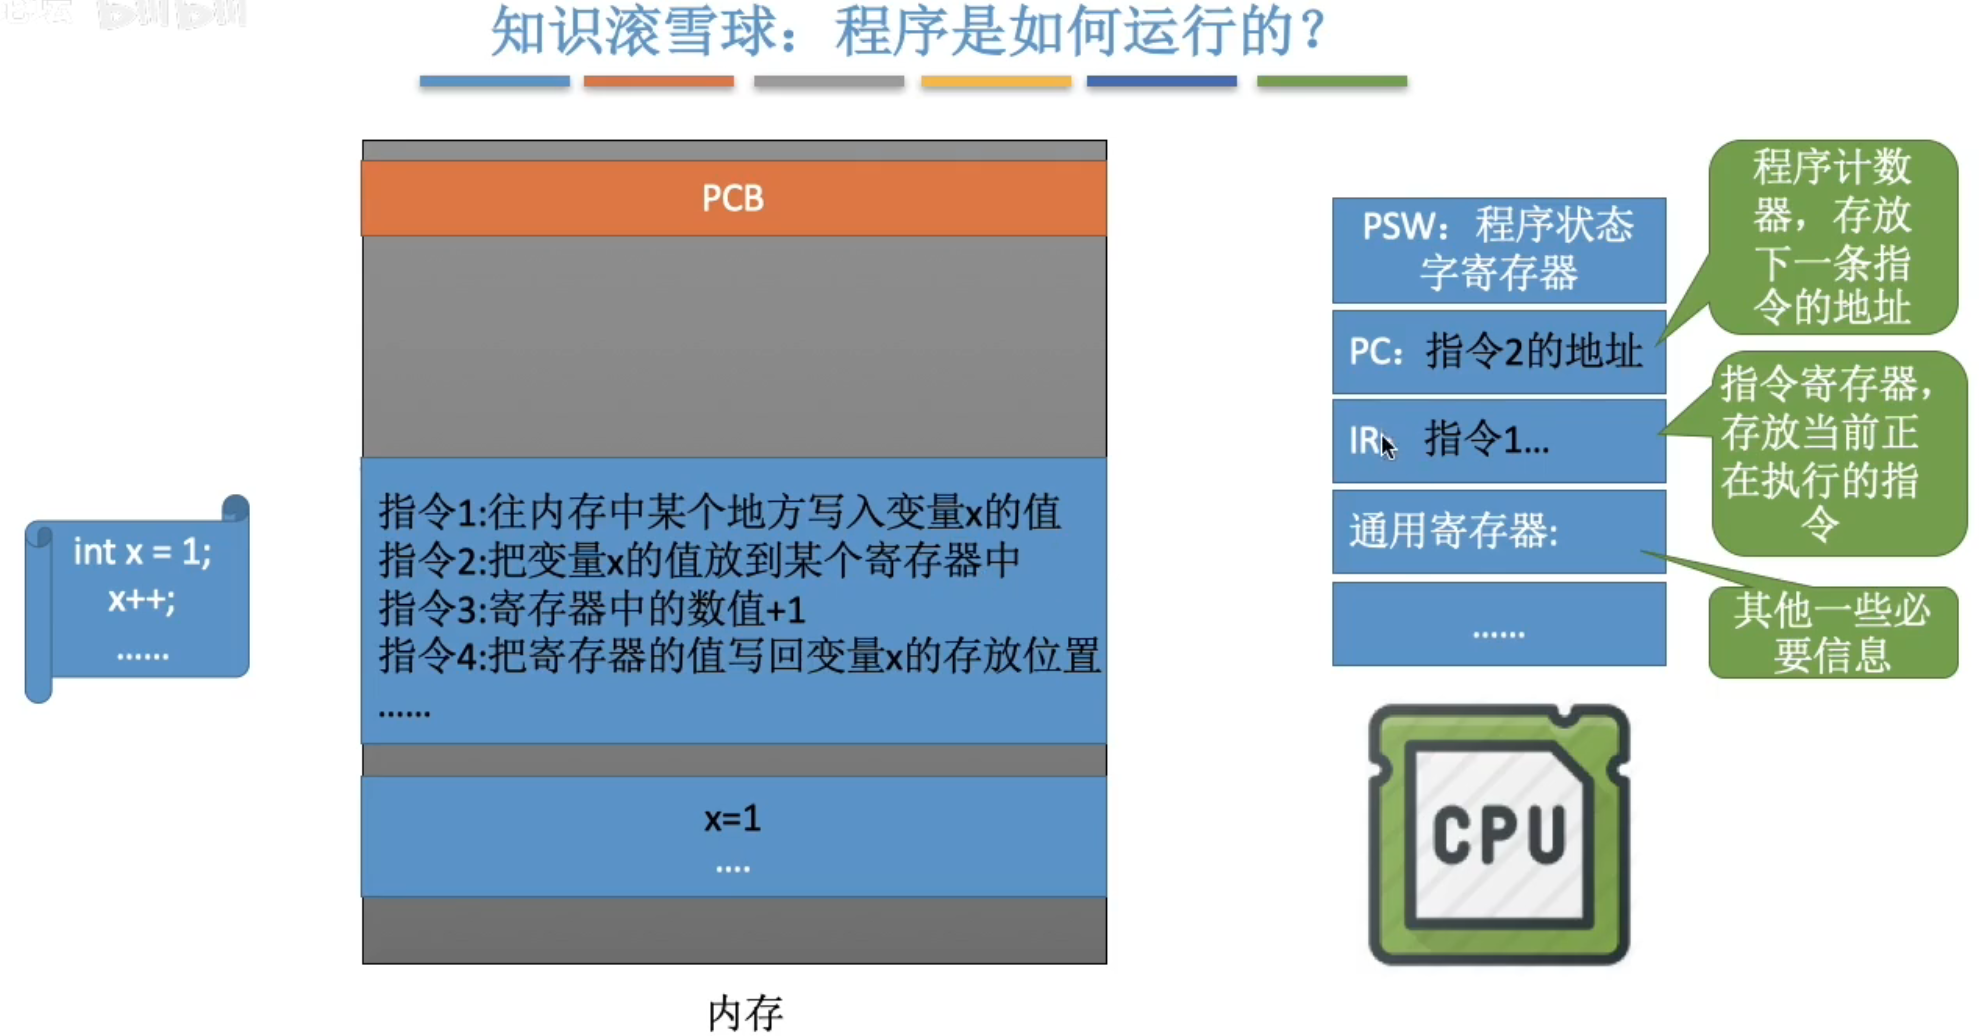 知识滚雪球：程序是如何运行的？
PCB
指令1:往内存中某个地方写入变量x的值
指令2:把变量x的值放到某个寄存器中
指令3:寄存器中的数值+1
指令4:把寄存器的值写回变量x的存放位置
......
x=1
....
内存
int x = 1;
x++;
......
PSW：程序状态
字寄存器
PC：指令2的地址
IR 指令1...
通用寄存器:
......
程序计数
器，存放
下一条指
令的地址
指令寄存器，
存放当前正
在执行的指
令
其他一些必
要信息
CPU